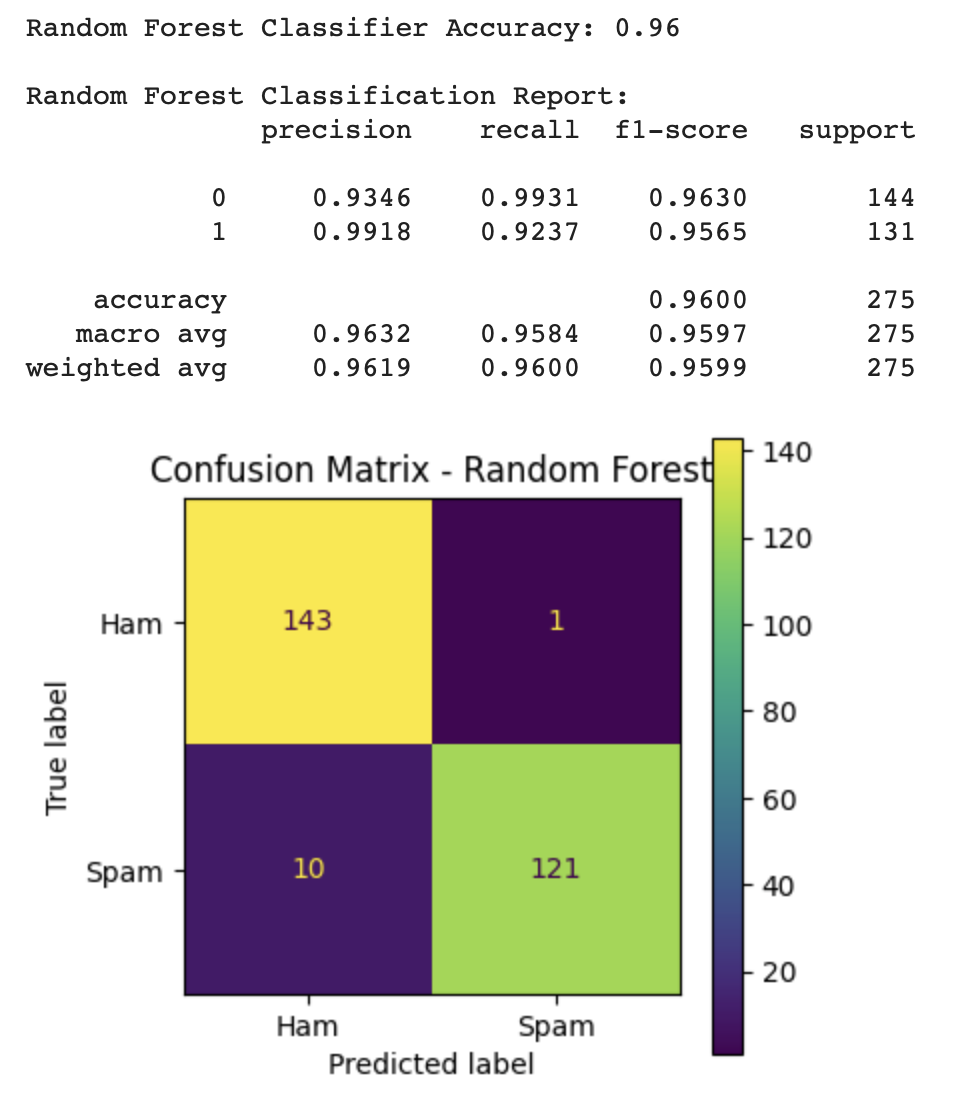 Random Forest Classifier Accuracy: 0.96
Random Forest Classification Report:
precision recall f1-score support
0 0.9346 0.9931 0.9630 144
1 0.9918 0.9237 0.9565 131
accuracy 0.9600 275
macro avg 0.9632 0.9584 0.9597 275
weighted avg 0.9619 0.9600 0.9599 275
Confusion Matrix - Random Forest
140
120
100
80
60
40
20
True label
Ham 143 1
Spam 10 121
Ham Spam
Predicted label